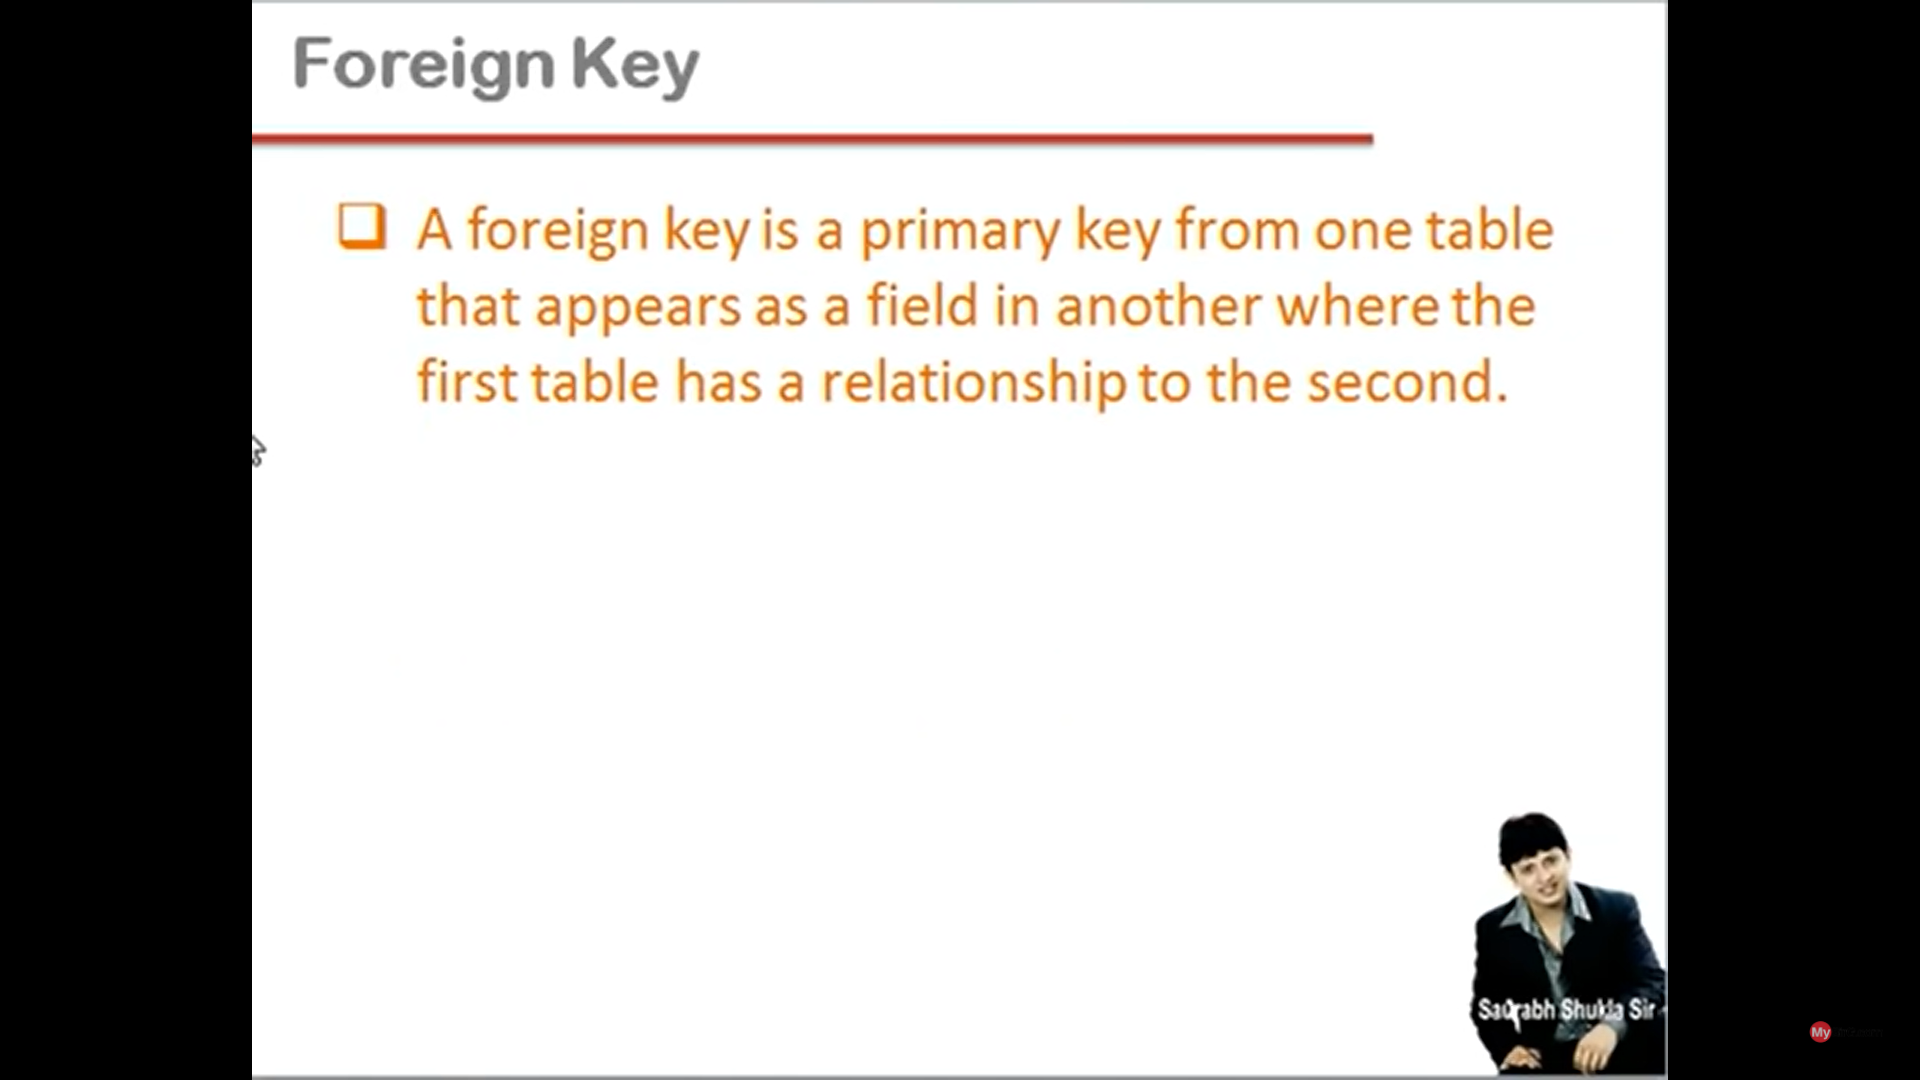 Foreign Key
A foreign key is a primary key from one table
that appears as a field in another where the
first table has a relationship to the second.
Saurabh Shukla Sir
My